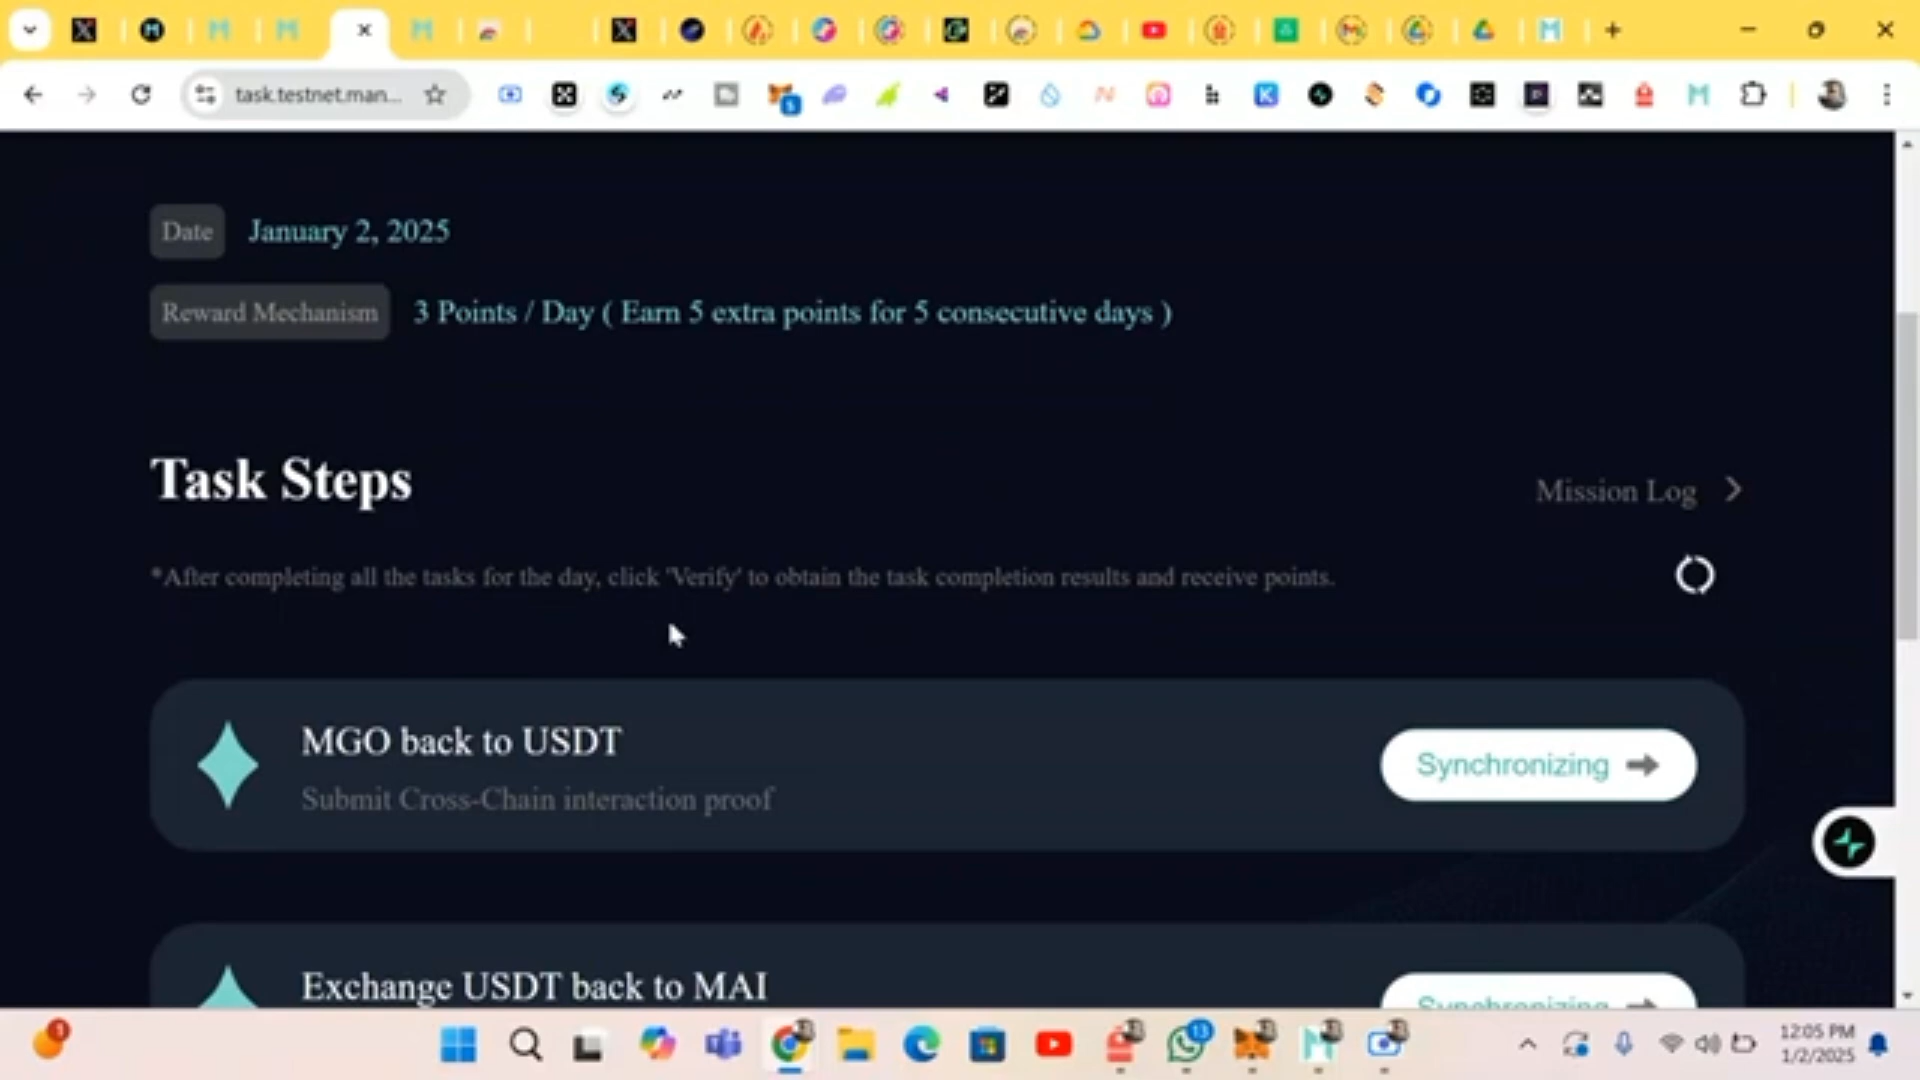 task.testnet.man...
Date
January 2, 2025
Reward Mechanism
3 Points / Day ( Earn 5 extra points for 5 consecutive days )
Task Steps
Mission Log
*After completing all the tasks for the day, click 'Verify' to obtain the task completion results and receive points.
MGO back to USDT
Submit Cross-Chain interaction proof
Synchronizing
Exchange USDT back to MAI
Synchronizing
1
13
12:05 PM
1/2/2025